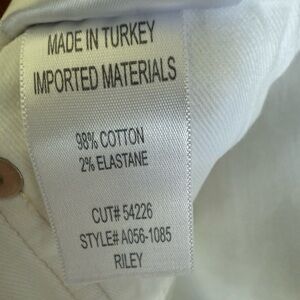 MADE IN TURKEY
IMPORTED MATERIALS
98% COTTON
2% ELASTANE
CUT# 54226
STYLE# A056-1085
RILEY